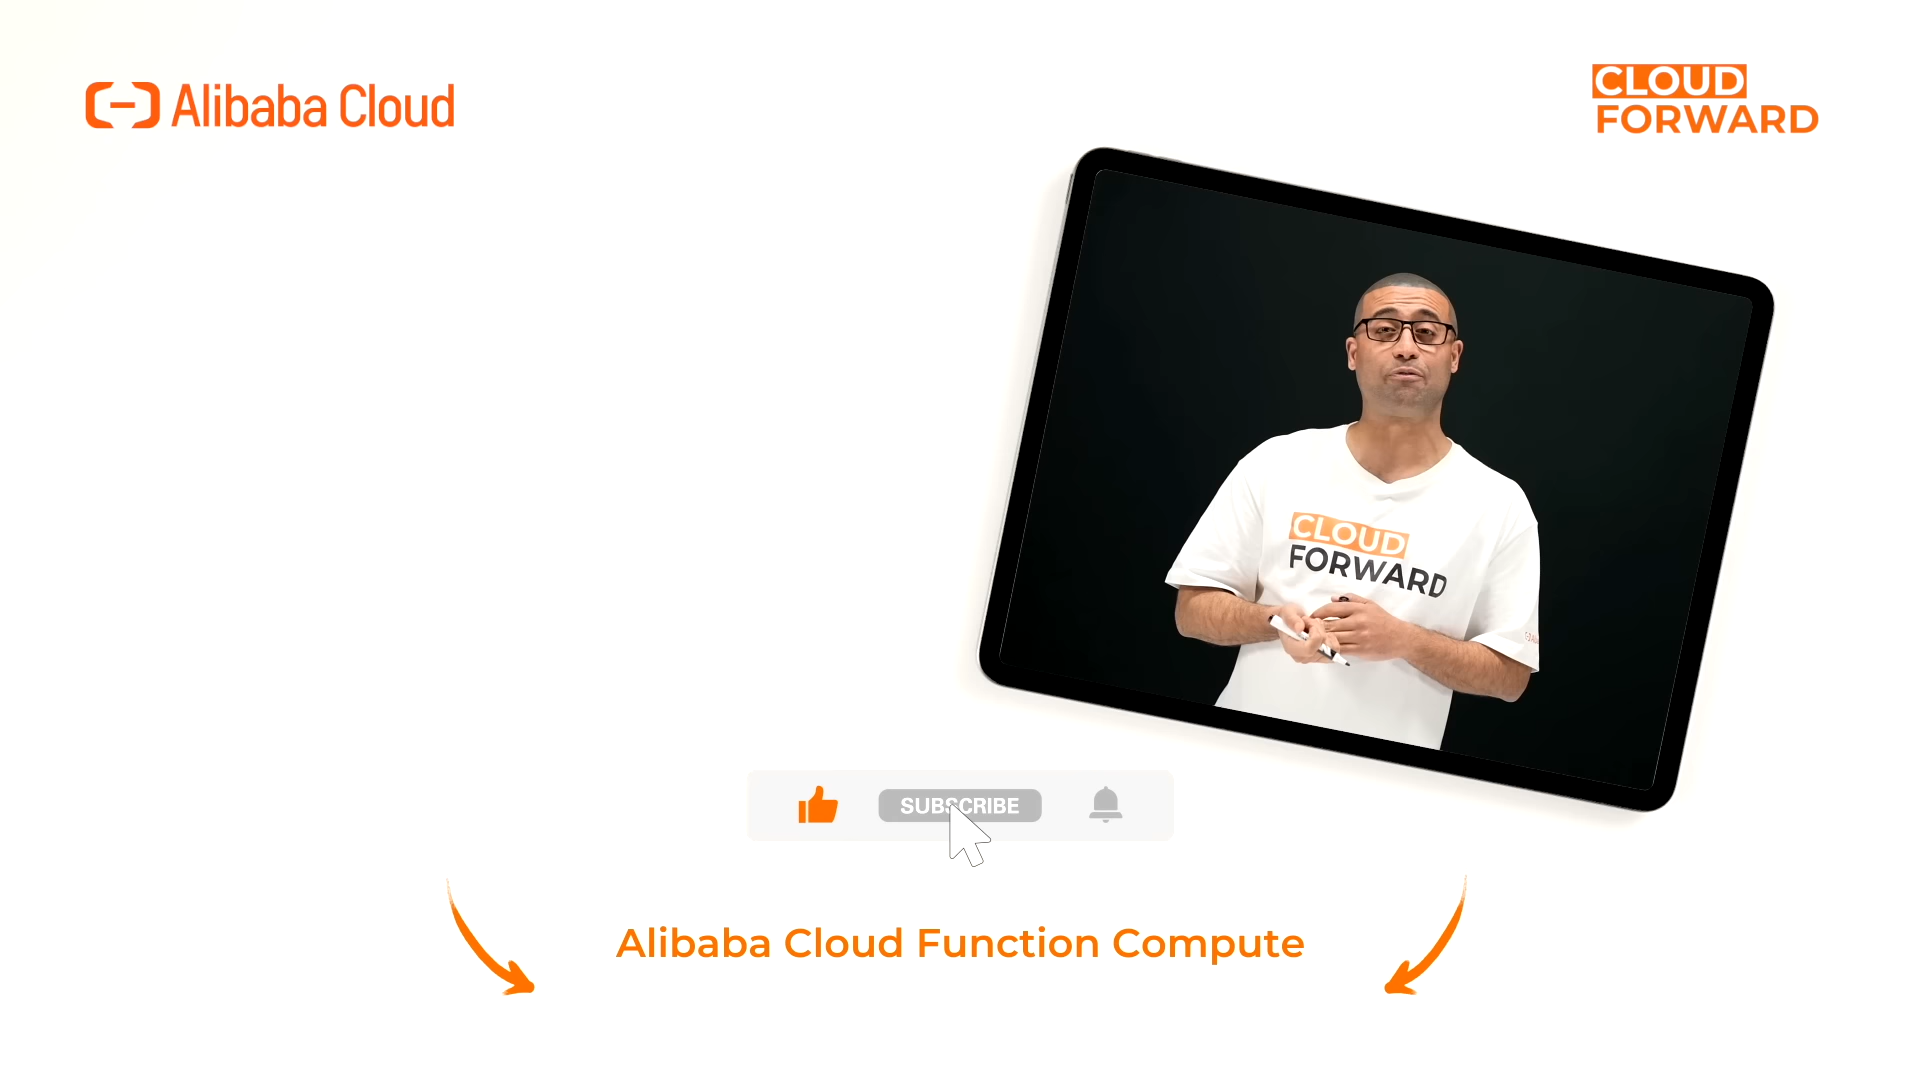 Alibaba Cloud
CLOUD
FORWARD
CLOUD
FORWARD
SUBSCRIBE
Alibaba Cloud Function Compute